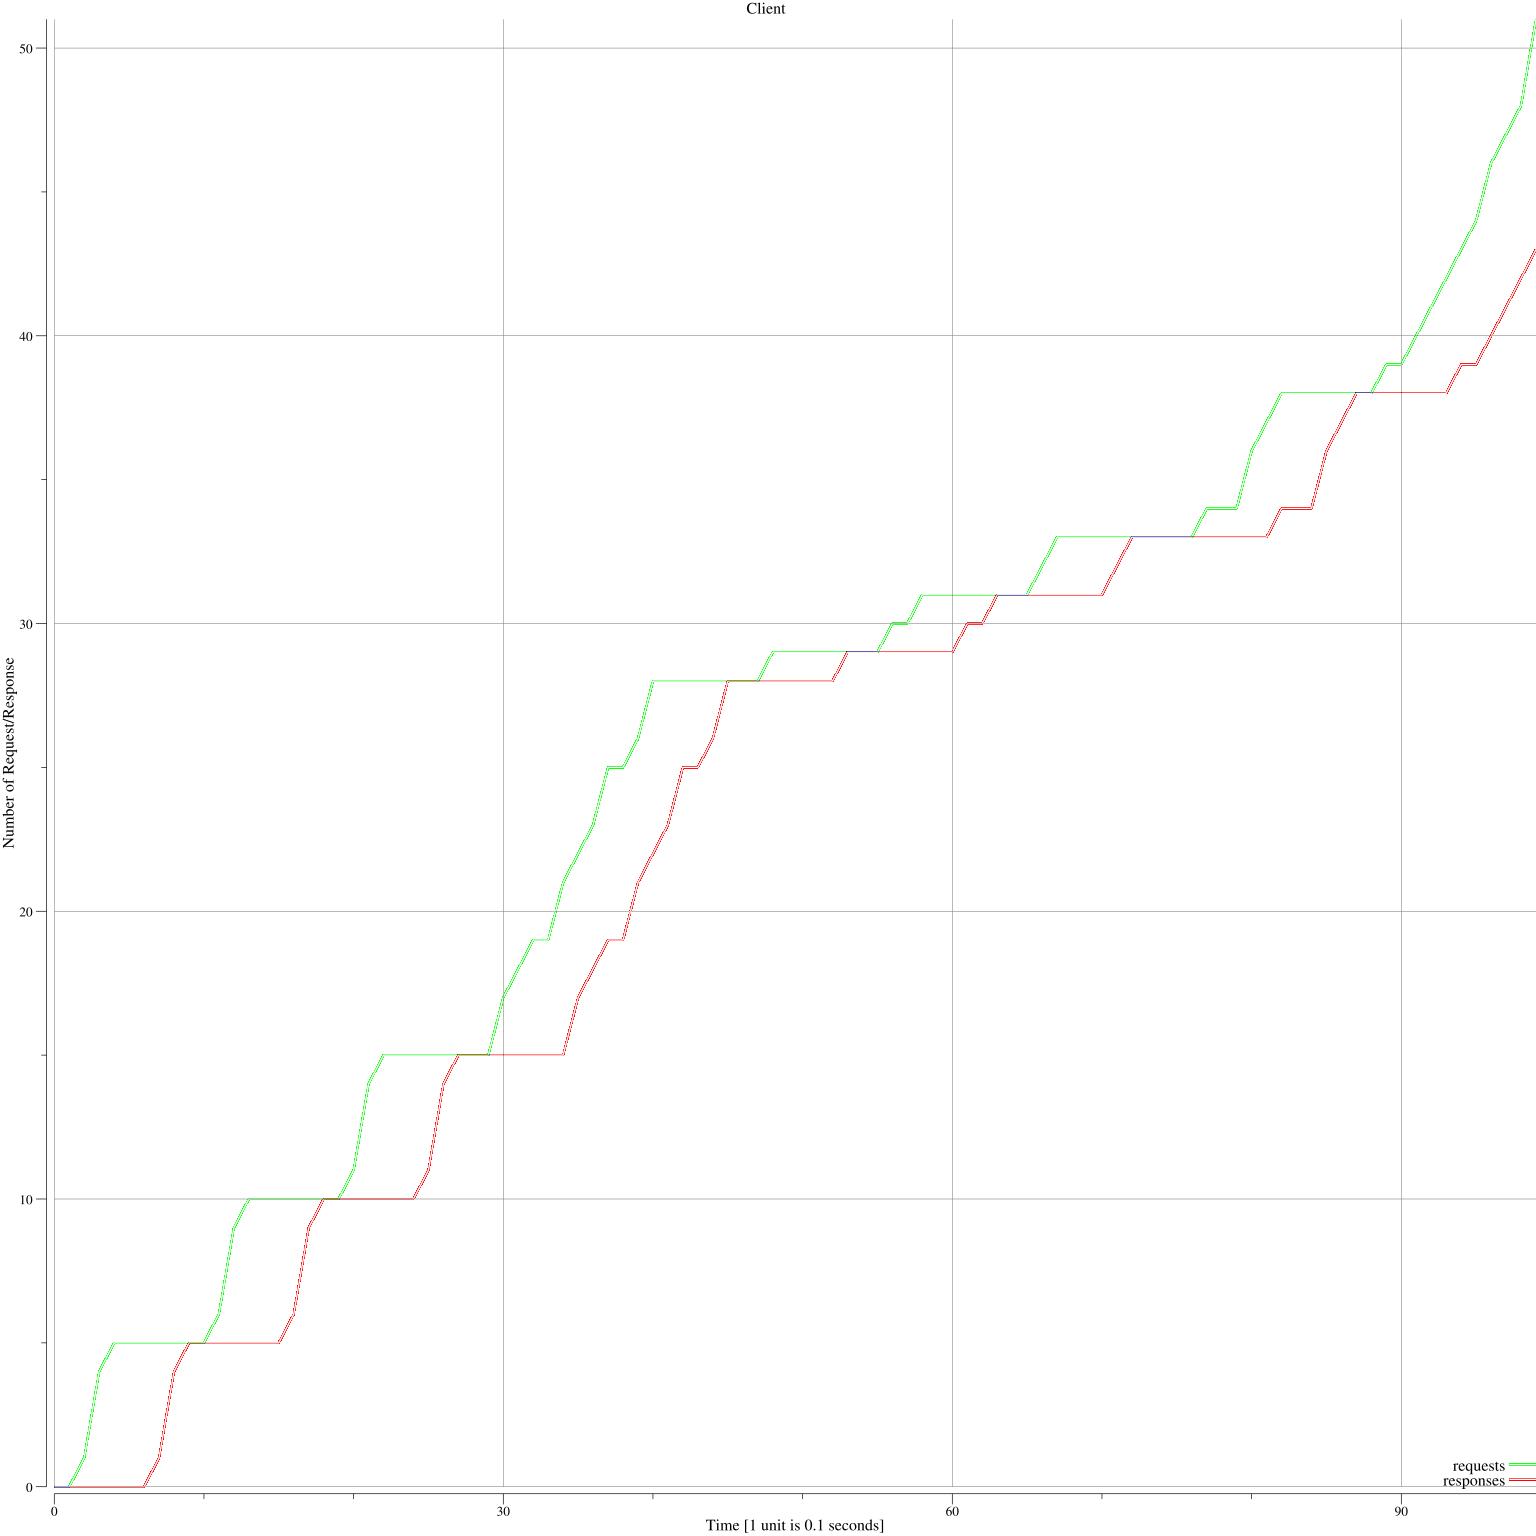 Client
50
40
30
20
10
0
Number of Request/Response
0 30 60 90
Time [1 unit is 0.1 seconds]
requests
responses